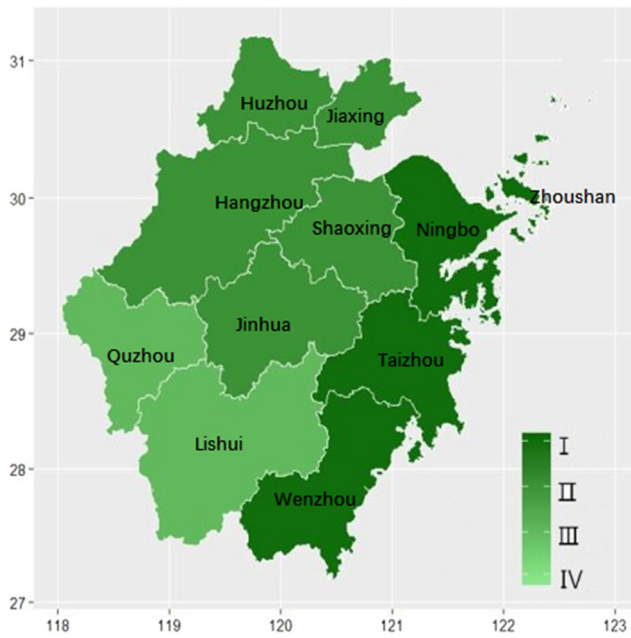 31
Huzhou
Jiaxing
30
Hangzhou
Zhoushan
Shaoxing
Ningbo
29
Jinhua
Quzhou
Taizhou
28
Lishui
Wenzhou
27
I
II
III
IV
118
119
120
121
122
123